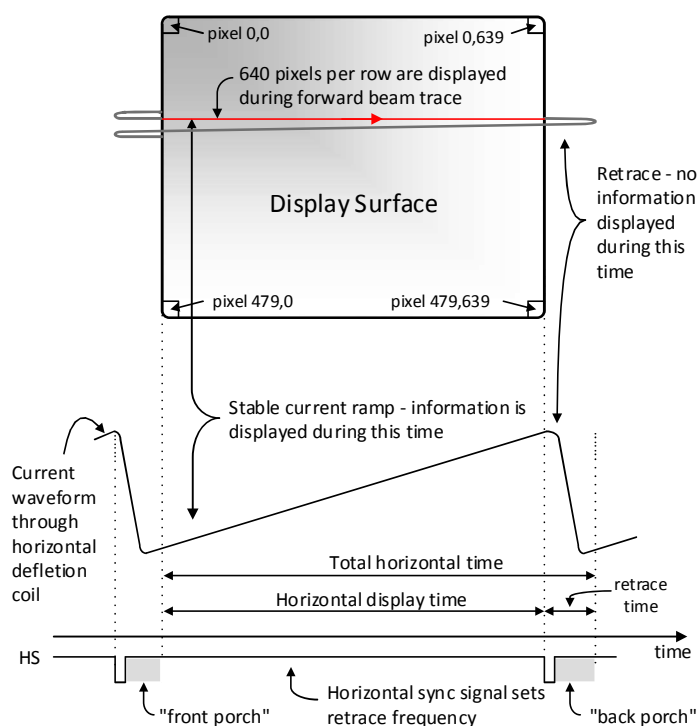 pixel 0,0
pixel 0,639
640 pixels per row are displayed
during forward beam trace
Retrace - no
information
displayed
during this
time
Display Surface
pixel 479,0
pixel 479,639
Stable current ramp - information is
displayed during this time
Current
waveform
through
horizontal
defletion
coil
Total horizontal time
Horizontal display time
retrace
time
time
HS
"front porch"
Horizontal sync signal sets
retrace frequency
"back porch"